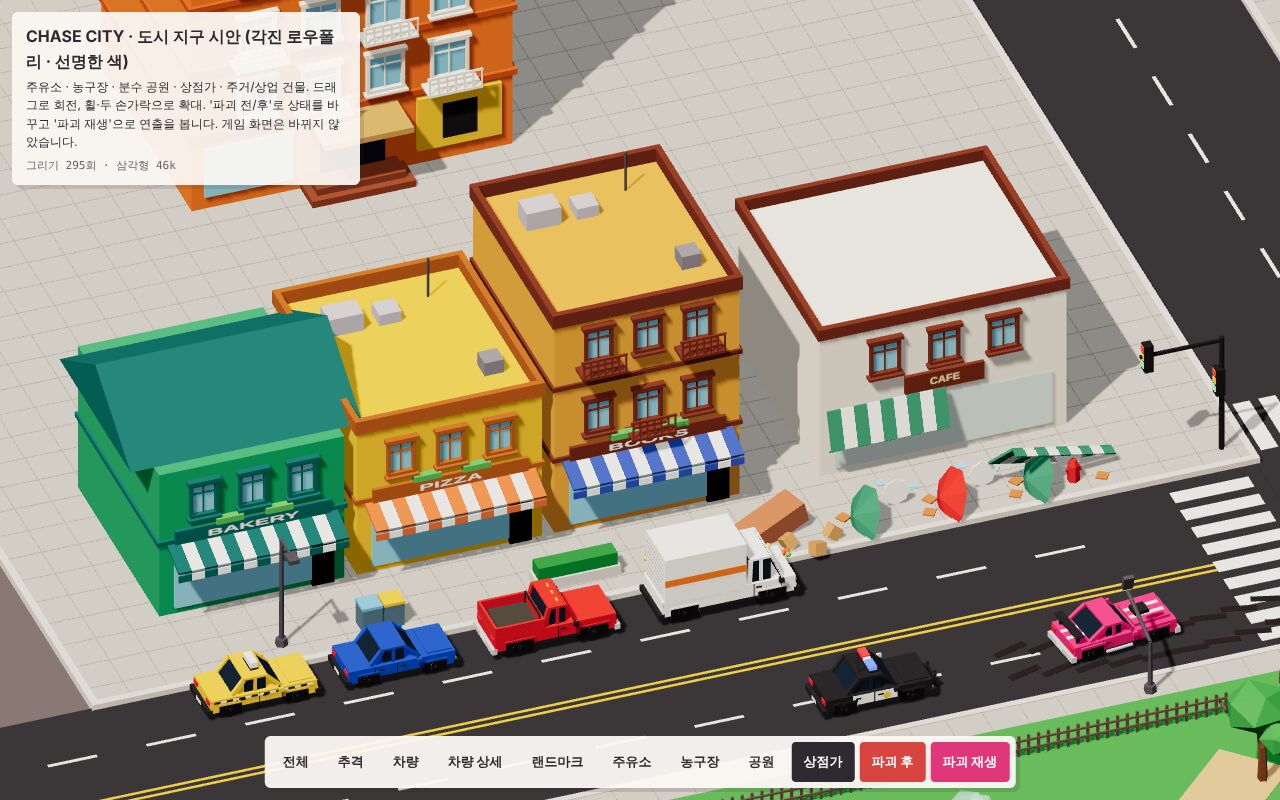 CHASE CITY · 도시 지구 시안 (각진 로우폴
리 · 선명한 색)
주유소 · 농구장 · 분수 공원 · 상점가 · 주거/상업 건물. 드래
그로 회전, 휠·두 손가락으로 확대. '파괴 전/후'로 상태를 바
꾸고 '파괴 재생'으로 연출을 봅니다. 게임 화면은 바뀌지 않
았습니다.
그리기 295회 · 삼각형 46k
CAFE
BOOKS
PIZZA
BAKERY
전체 추격 차량 차량 상세 랜드마크 주유소 농구장 공원 상점가 파괴 후 파괴 재생